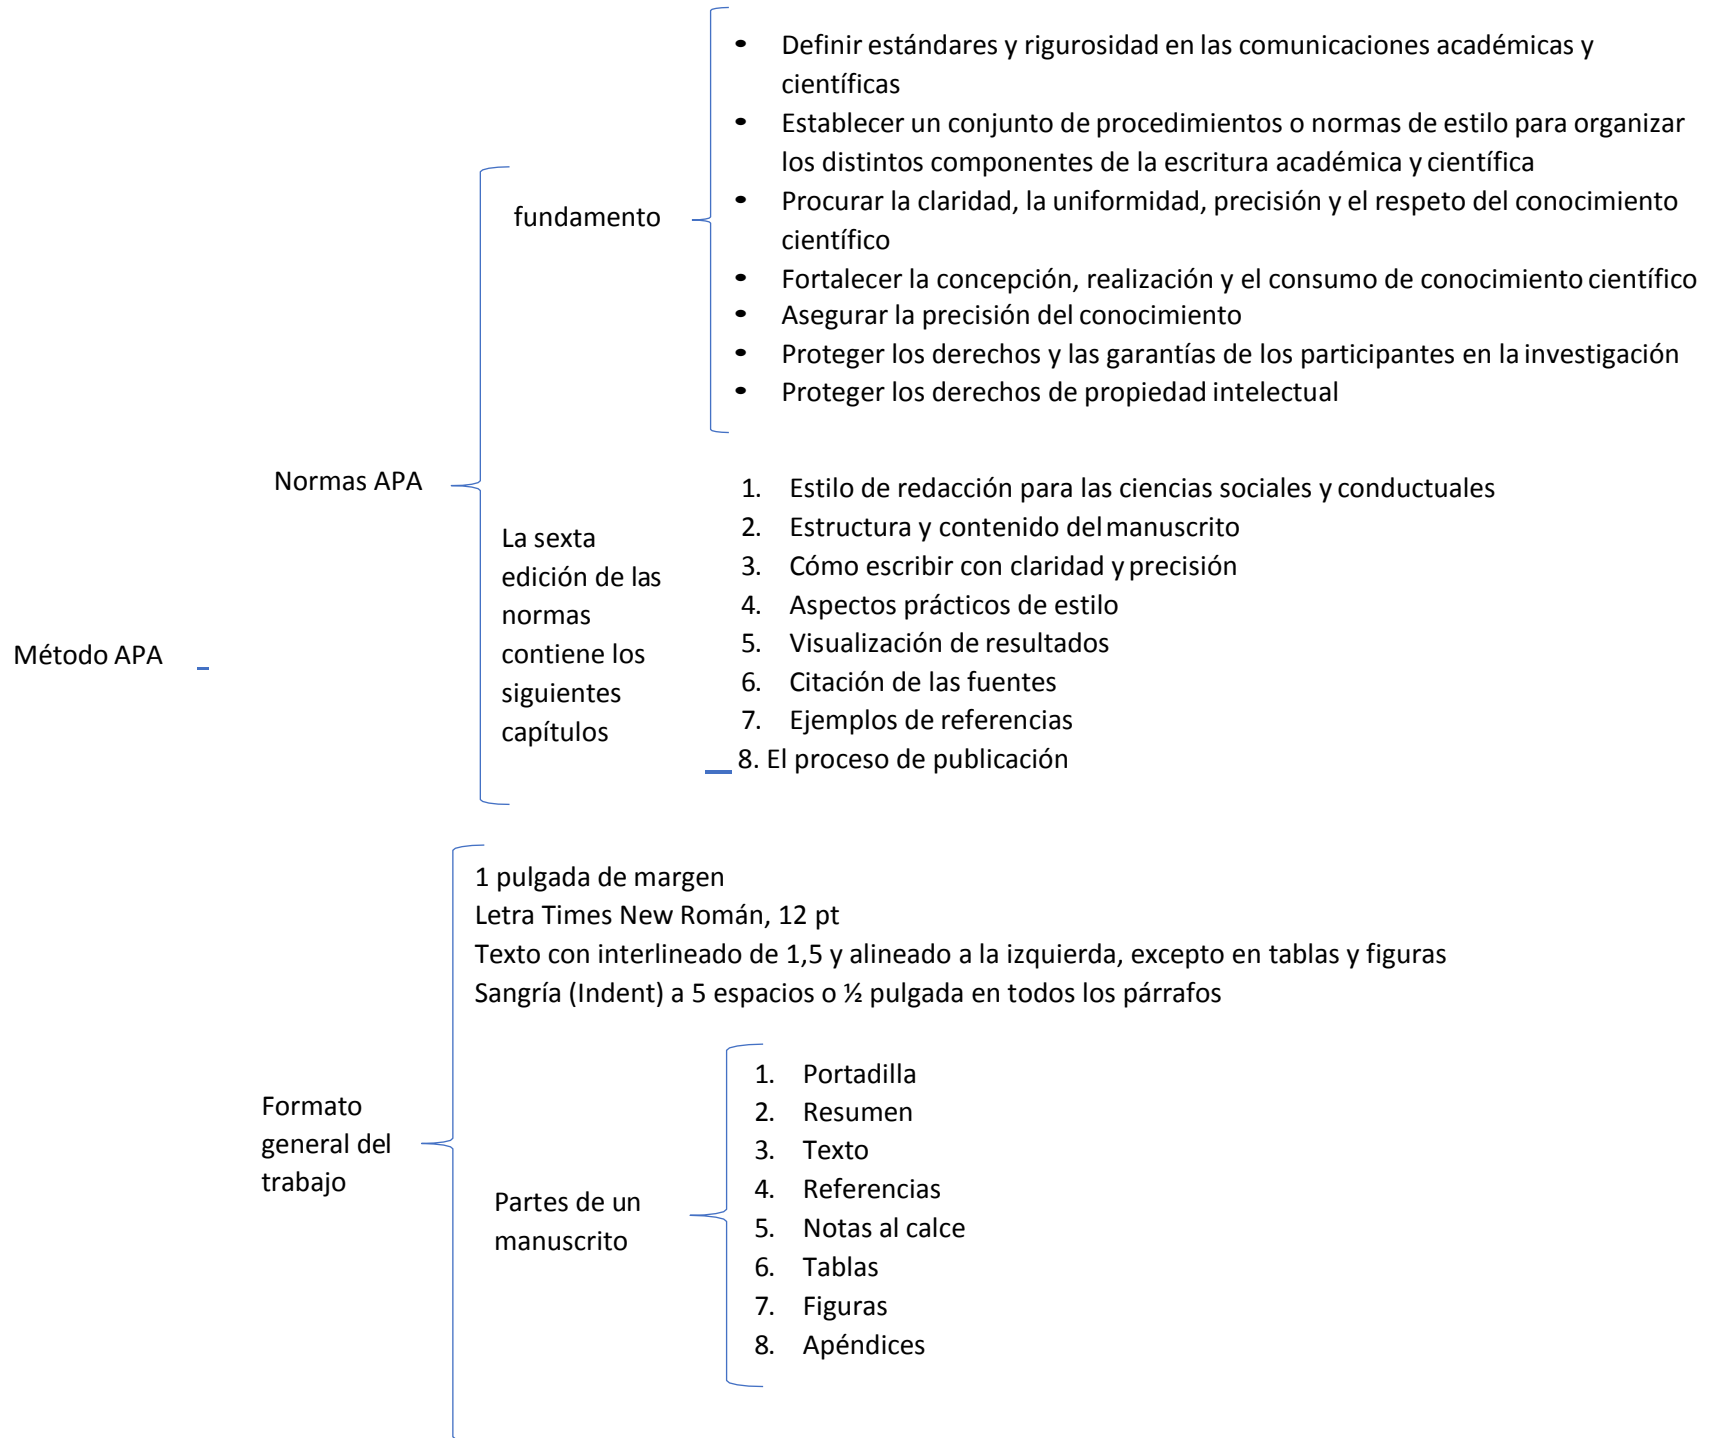 Método APA
Normas APA
fundamento
• Definir estándares y rigurosidad en las comunicaciones académicas y
científicas
• Establecer un conjunto de procedimientos o normas de estilo para organizar
los distintos componentes de la escritura académica y científica
• Procurar la claridad, la uniformidad, precisión y el respeto del conocimiento
científico
• Fortalecer la concepción, realización y el consumo de conocimiento científico
• Asegurar la precisión del conocimiento
• Proteger los derechos y las garantías de los participantes en la investigación
• Proteger los derechos de propiedad intelectual
La sexta
edición de las
normas
contiene los
siguientes
capítulos
1. Estilo de redacción para las ciencias sociales y conductuales
2. Estructura y contenido del manuscrito
3. Cómo escribir con claridad y precisión
4. Aspectos prácticos de estilo
5. Visualización de resultados
6. Citación de las fuentes
7. Ejemplos de referencias
8. El proceso de publicación
Formato
general del
trabajo
1 pulgada de margen
Letra Times New Román, 12 pt
Texto con interlineado de 1,5 y alineado a la izquierda, excepto en tablas y figuras
Sangría (Indent) a 5 espacios o ½ pulgada en todos los párrafos
Partes de un
manuscrito
1. Portadilla
2. Resumen
3. Texto
4. Referencias
5. Notas al calce
6. Tablas
7. Figuras
8. Apéndices